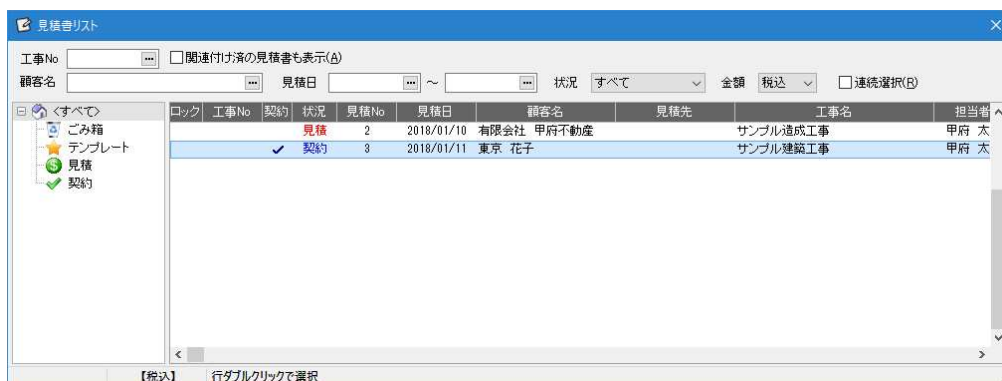 見積書リスト
工事No ... □関連付け済の見積書も表示(A)
顧客名 ... 見積日 ... ～ ... 状況 すべて 金額 税込 □連続選択(R)
<すべて>
ごみ箱
テンプレート
見積
契約
ロック 工事No 契約 状況 見積No 見積日 顧客名 見積先 工事名 担当者
見積 2 2018/01/10 有限会社 甲府不動産 サンプル造成工事 甲府 太
✓ 契約 3 2018/01/11 東京 花子 サンプル建築工事 甲府 太
【税込】 行ダブルクリックで選択